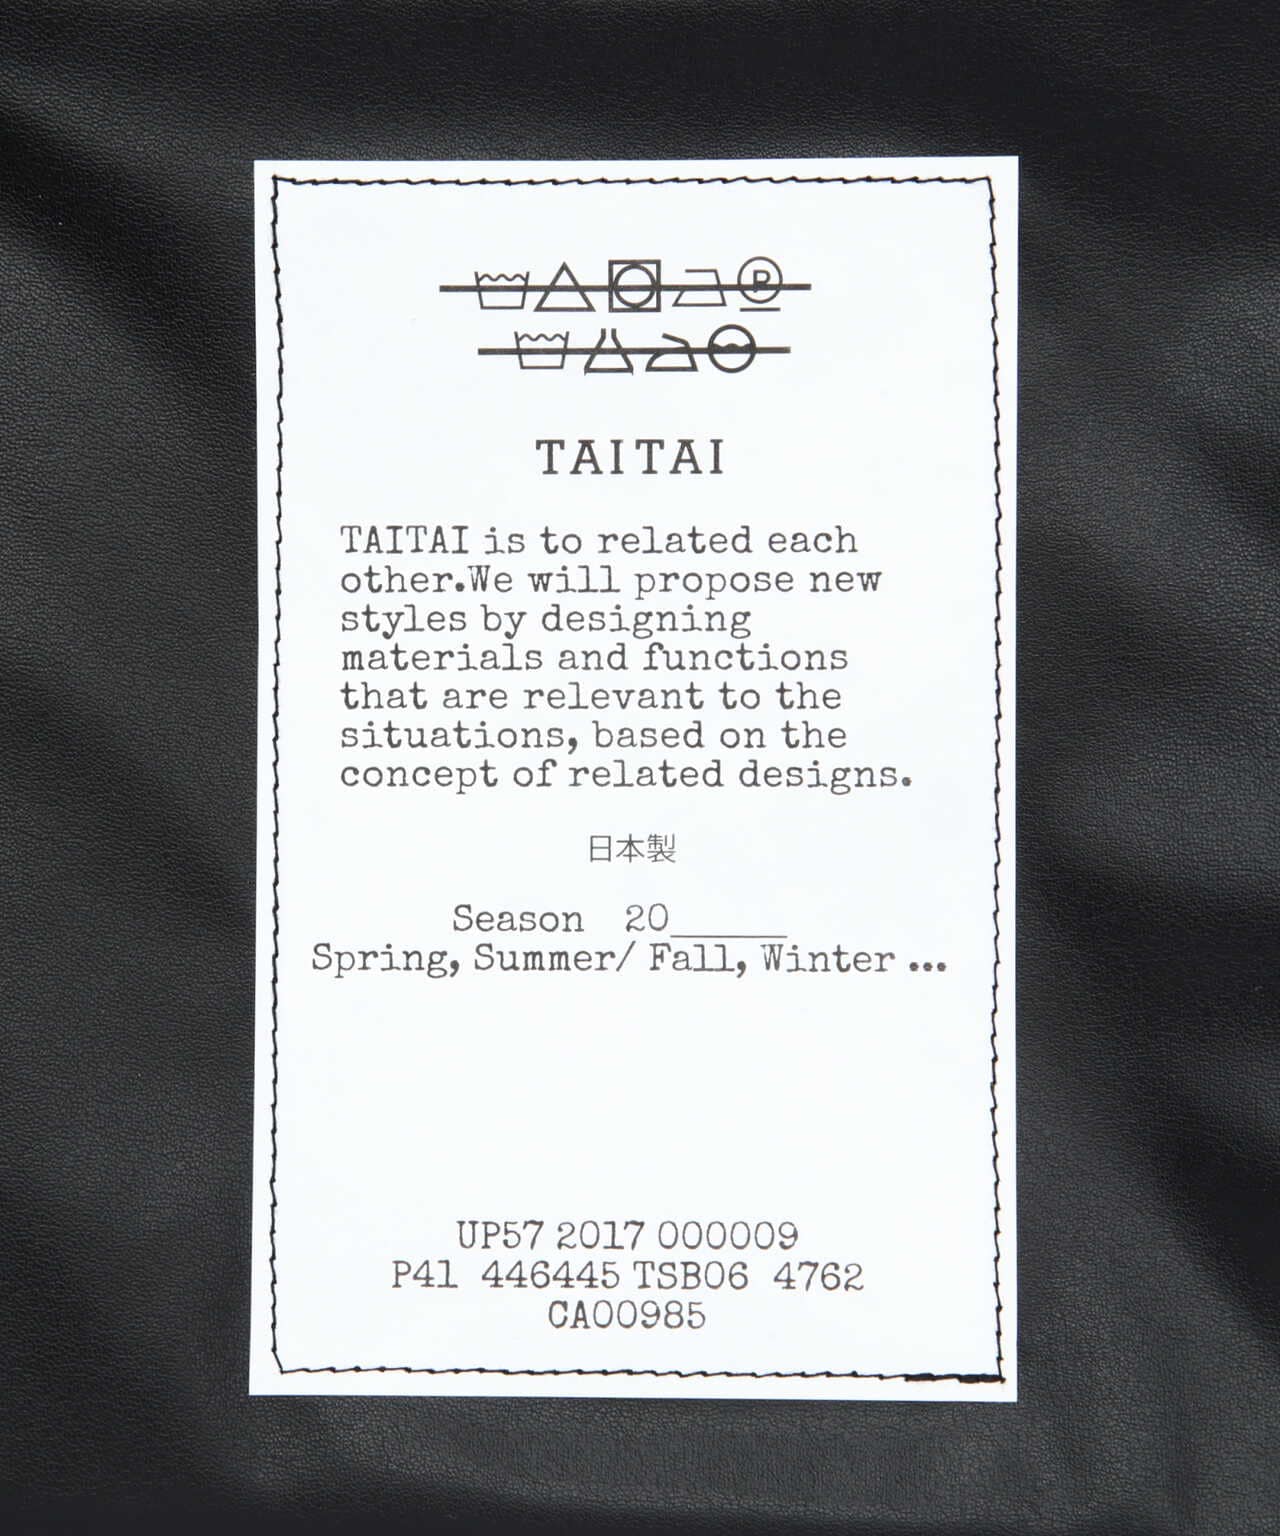 P
TAITAI
TAITAI is to related each
other.We will propose new
styles by designing
materials and functions
that are relevant to the
situations, based on the
concept of related designs.
日本製
Season 20______
Spring, Summer/ Fall, Winter ...
UP57 2017 000009
P41 446445 TSB06 4762
CA00985